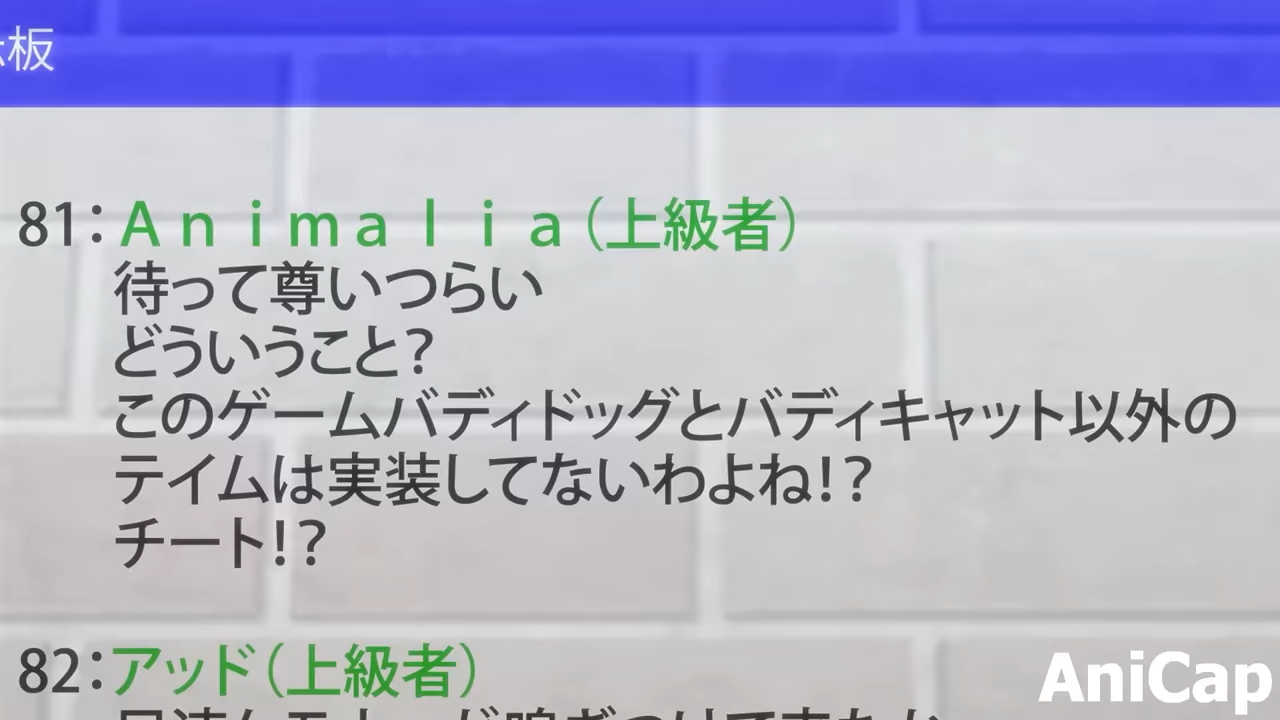 板
81：Ａｎｉｍａｌｉａ（上級者）
待って尊いつらい
どういうこと？
このゲームバディドッグとバディキャット以外の
テイムは実装してないわよね！？
チート！？
82：アッド（上級者）
AniCap